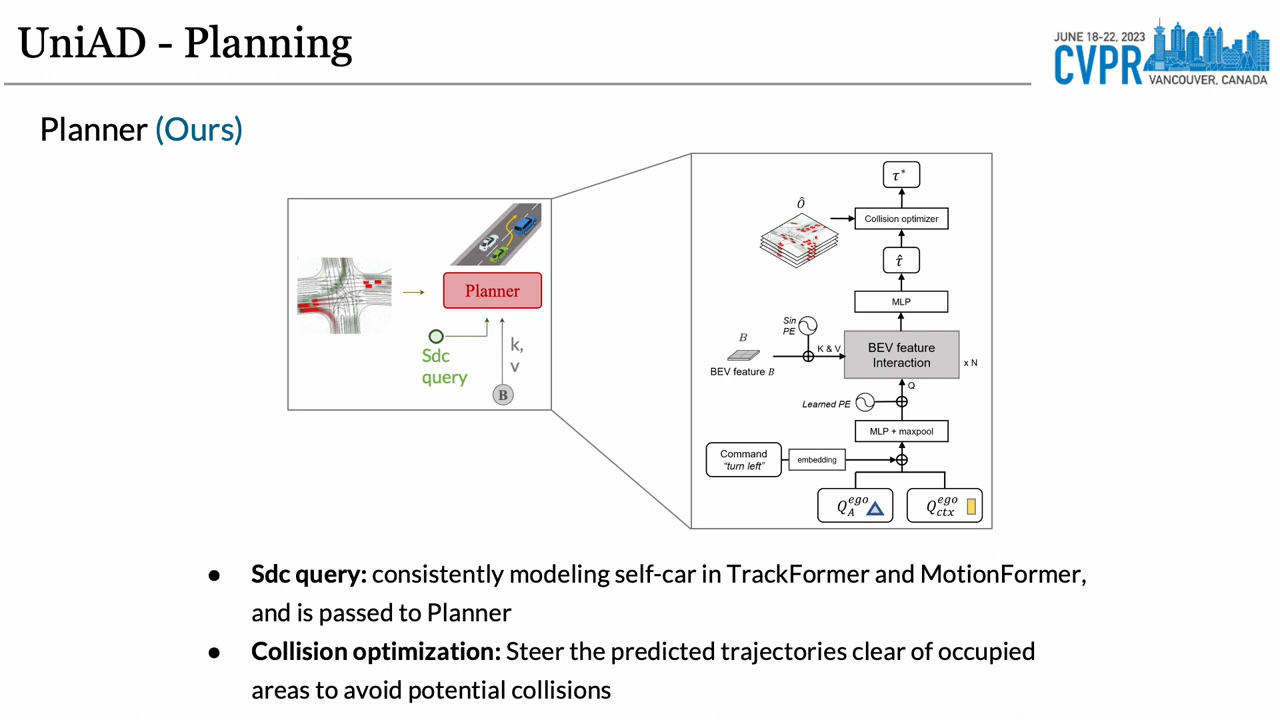 UniAD - Planning
JUNE 18-22, 2023
CVPR
VANCOUVER, CANADA
Planner (Ours)
Planner
Sdc
query
k,
v
B
τ*
Ô
Collision optimizer
τ̂
MLP
Sin
PE
B
K & V
BEV feature B
BEV feature
Interaction
x N
Q
Learned PE
MLP + maxpool
Command
"turn left"
embedding
Q_A^ego
Q_ctx^ego
● Sdc query: consistently modeling self-car in TrackFormer and MotionFormer,
and is passed to Planner
● Collision optimization: Steer the predicted trajectories clear of occupied
areas to avoid potential collisions